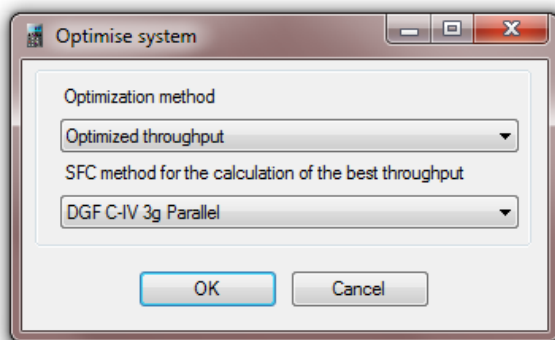 Optimise system
Optimization method
Optimized throughput
SFC method for the calculation of the best throughput
DGF C-IV 3g Parallel
OK Cancel